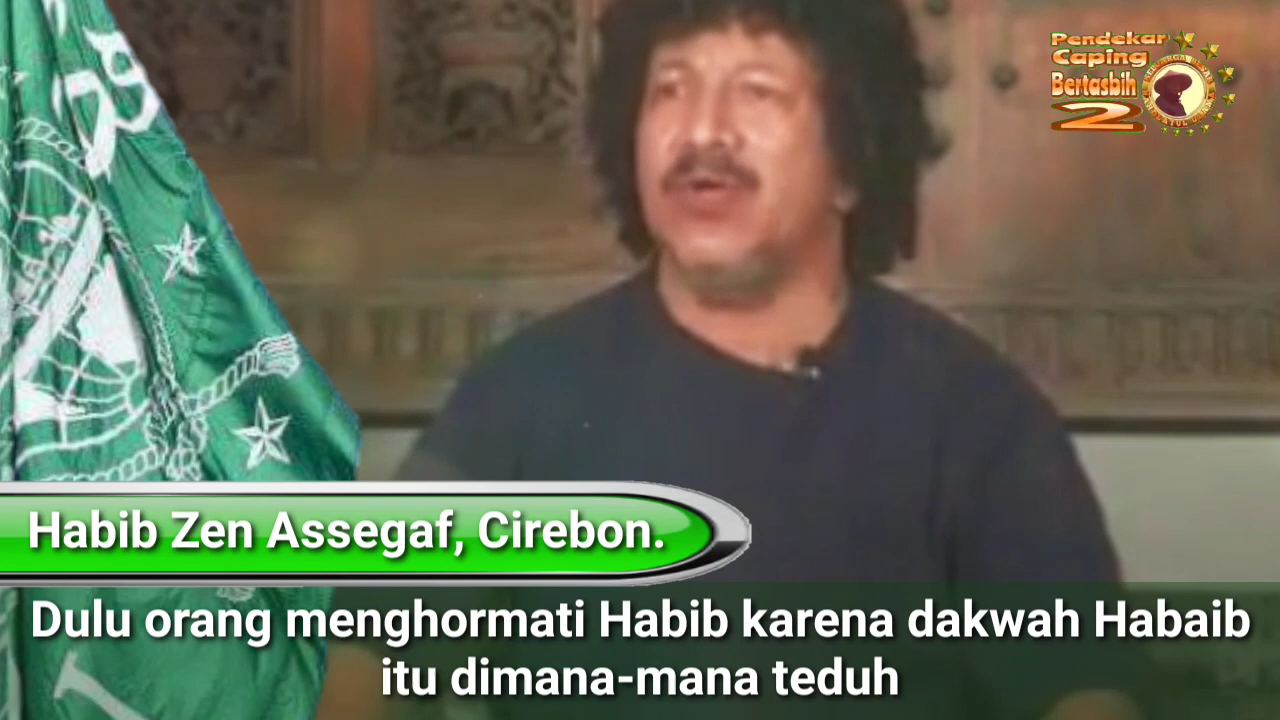 Pendekar
Caping
Bertasbih
2
Habib Zen Assegaf, Cirebon.
Dulu orang menghormati Habib karena dakwah Habaib
itu dimana-mana teduh